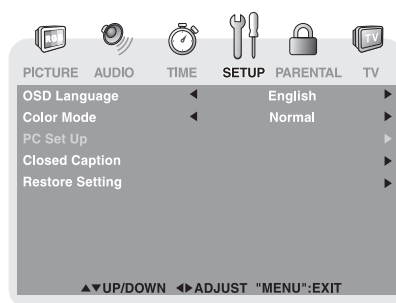 PICTURE AUDIO TIME SETUP PARENTAL TV
OSD Language ◀ English ▶
Color Mode ◀ Normal ▶
PC Set Up ▶
Closed Caption ▶
Restore Setting ▶
▲▼UP/DOWN ◀▶ADJUST "MENU":EXIT